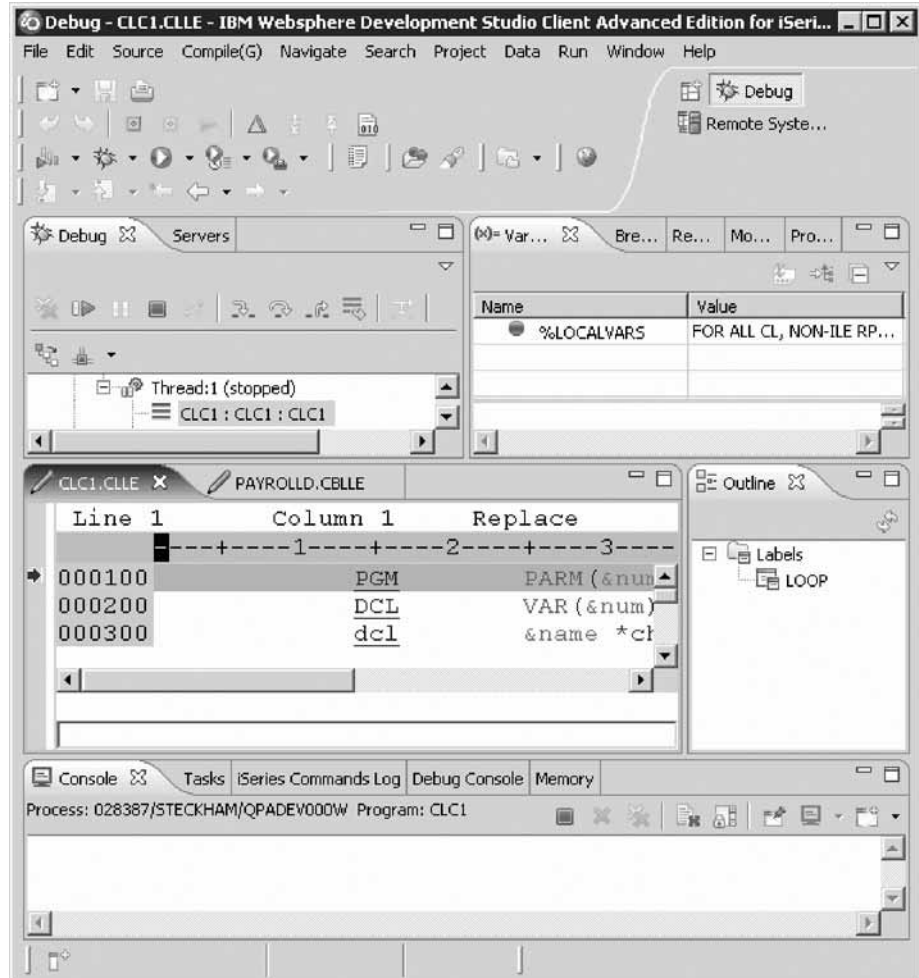 Debug - CLC1.CLLE - IBM Websphere Development Studio Client Advanced Edition for iSeri...
File Edit Source Compile(G) Navigate Search Project Data Run Window Help
Debug
Remote Syste...
010
Debug Servers
(x)= Var... Bre... Re... Mo... Pro...
Name Value
%LOCALVARS FOR ALL CL, NON-ILE RP...
Thread:1 (stopped)
CLC1 : CLC1 : CLC1
CLC1.CLLE PAYROLLD.CBLLE
Line 1 Column 1 Replace
----+----1----+----2----+----3----
000100 PGM PARM(&num
000200 DCL VAR(&num)
000300 dcl &name *ch
Outline
Labels
LOOP
Console Tasks iSeries Commands Log Debug Console Memory
Process: 028387/STECKHAM/QPADEV000W Program: CLC1